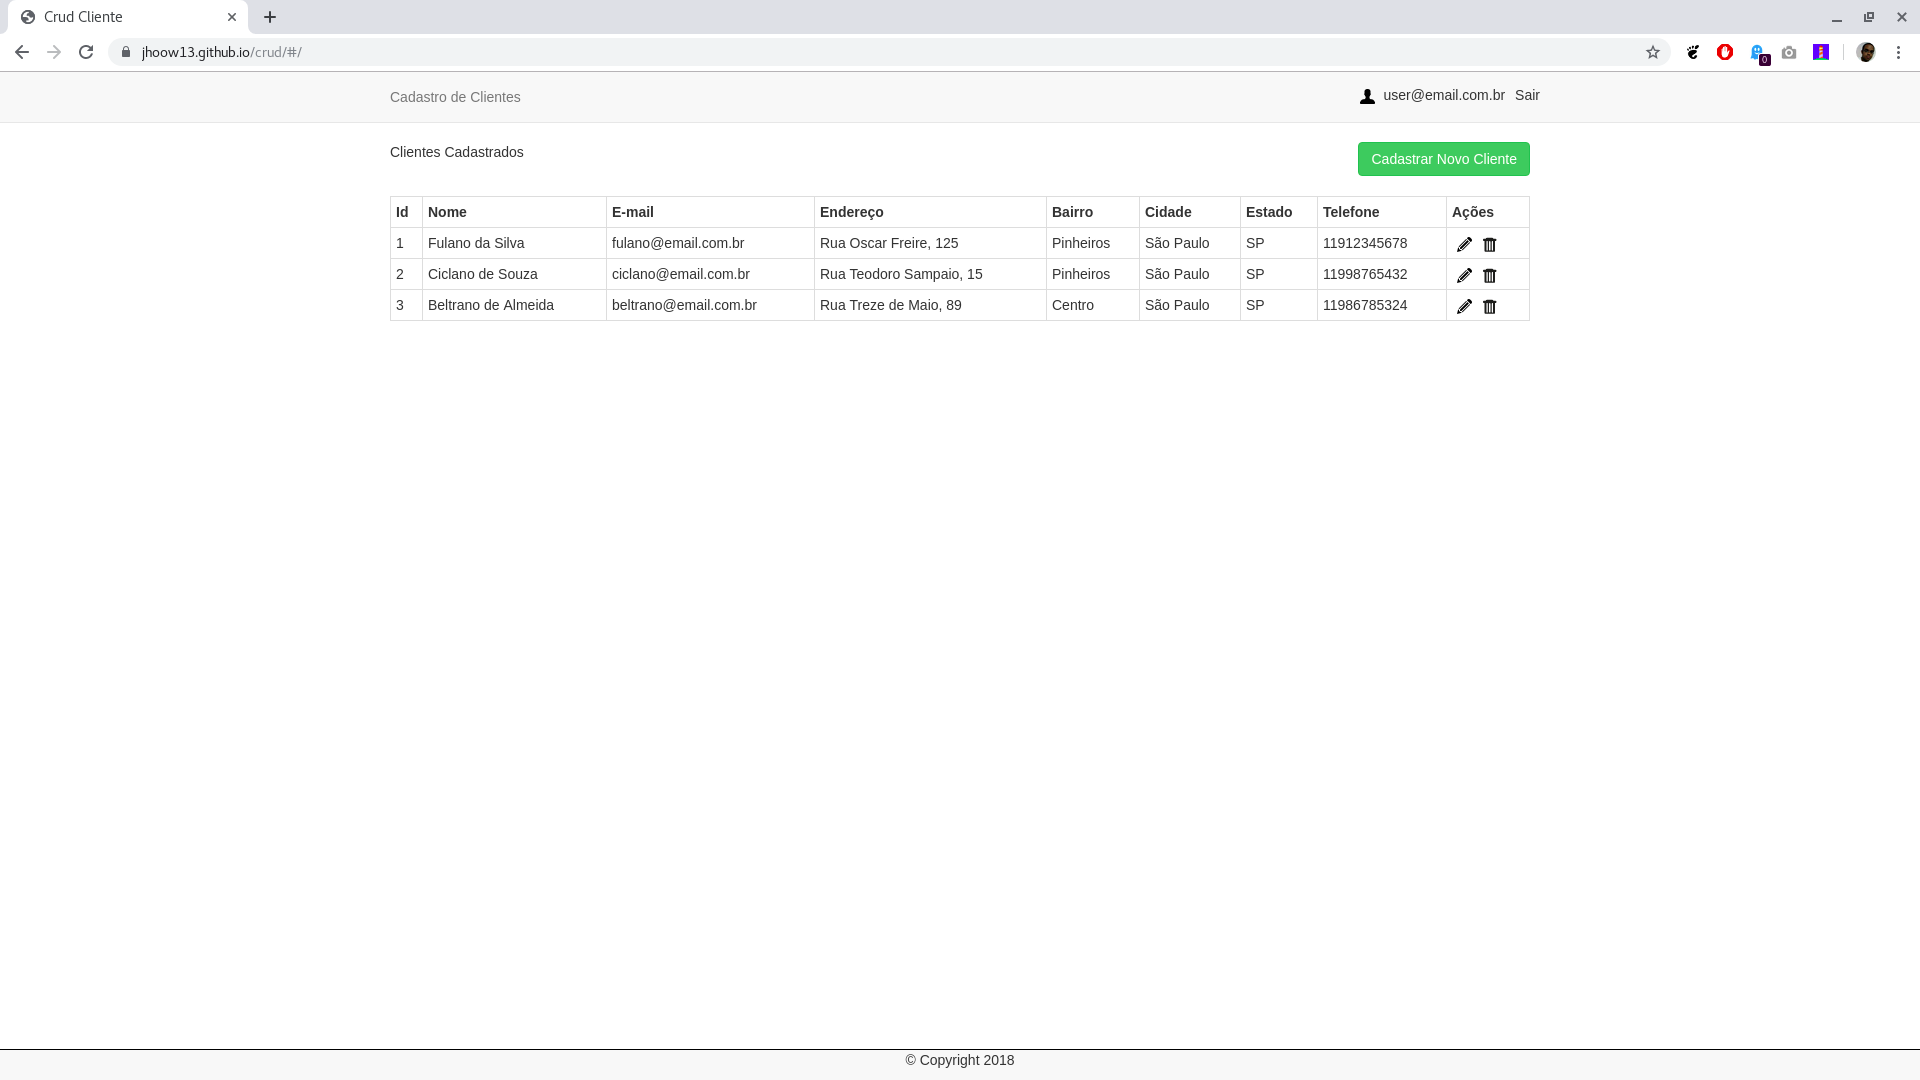 Crud Cliente
jhoow13.github.io/crud/#/
0
Cadastro de Clientes
user@email.com.br Sair
Clientes Cadastrados
Cadastrar Novo Cliente
Id Nome E-mail Endereço Bairro Cidade Estado Telefone Ações
1 Fulano da Silva fulano@email.com.br Rua Oscar Freire, 125 Pinheiros São Paulo SP 11912345678
2 Ciclano de Souza ciclano@email.com.br Rua Teodoro Sampaio, 15 Pinheiros São Paulo SP 11998765432
3 Beltrano de Almeida beltrano@email.com.br Rua Treze de Maio, 89 Centro São Paulo SP 11986785324
© Copyright 2018